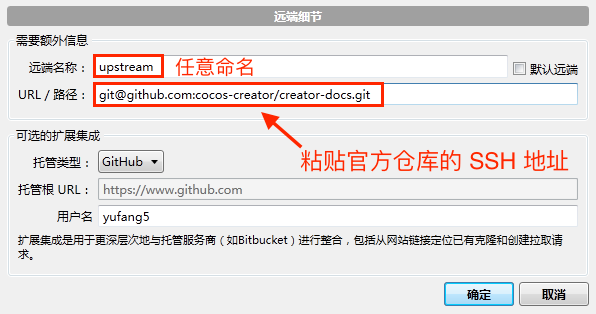 远端细节
需要额外信息
远端名称： upstream 任意命名 默认远端
URL / 路径： git@github.com:cocos-creator/creator-docs.git
粘贴官方仓库的 SSH 地址
可选的扩展集成
托管类型： GitHub
托管根 URL： https://www.github.com
用户名 yufang5
扩展集成是用于更深层次地与托管服务商（如Bitbucket）进行整合，包括从网站链接定位已有克隆和创建拉取请
求。
确定 取消